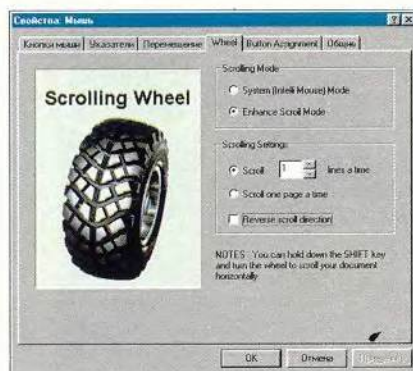 Свойства: Мышь
Кнопки мыши Указатели Перемещение Wheel Button Assignment Общие
Scrolling Wheel
Scrolling Mode
System (Intelli Mouse) Mode
Enhance Scroll Mode
Scrolling Settings
Scroll 1 lines a time
Scroll one page a time
Reverse scroll direction
NOTES : You can hold down the SHIFT key
and turn the wheel to scroll your document
horizontally
OK Отмена